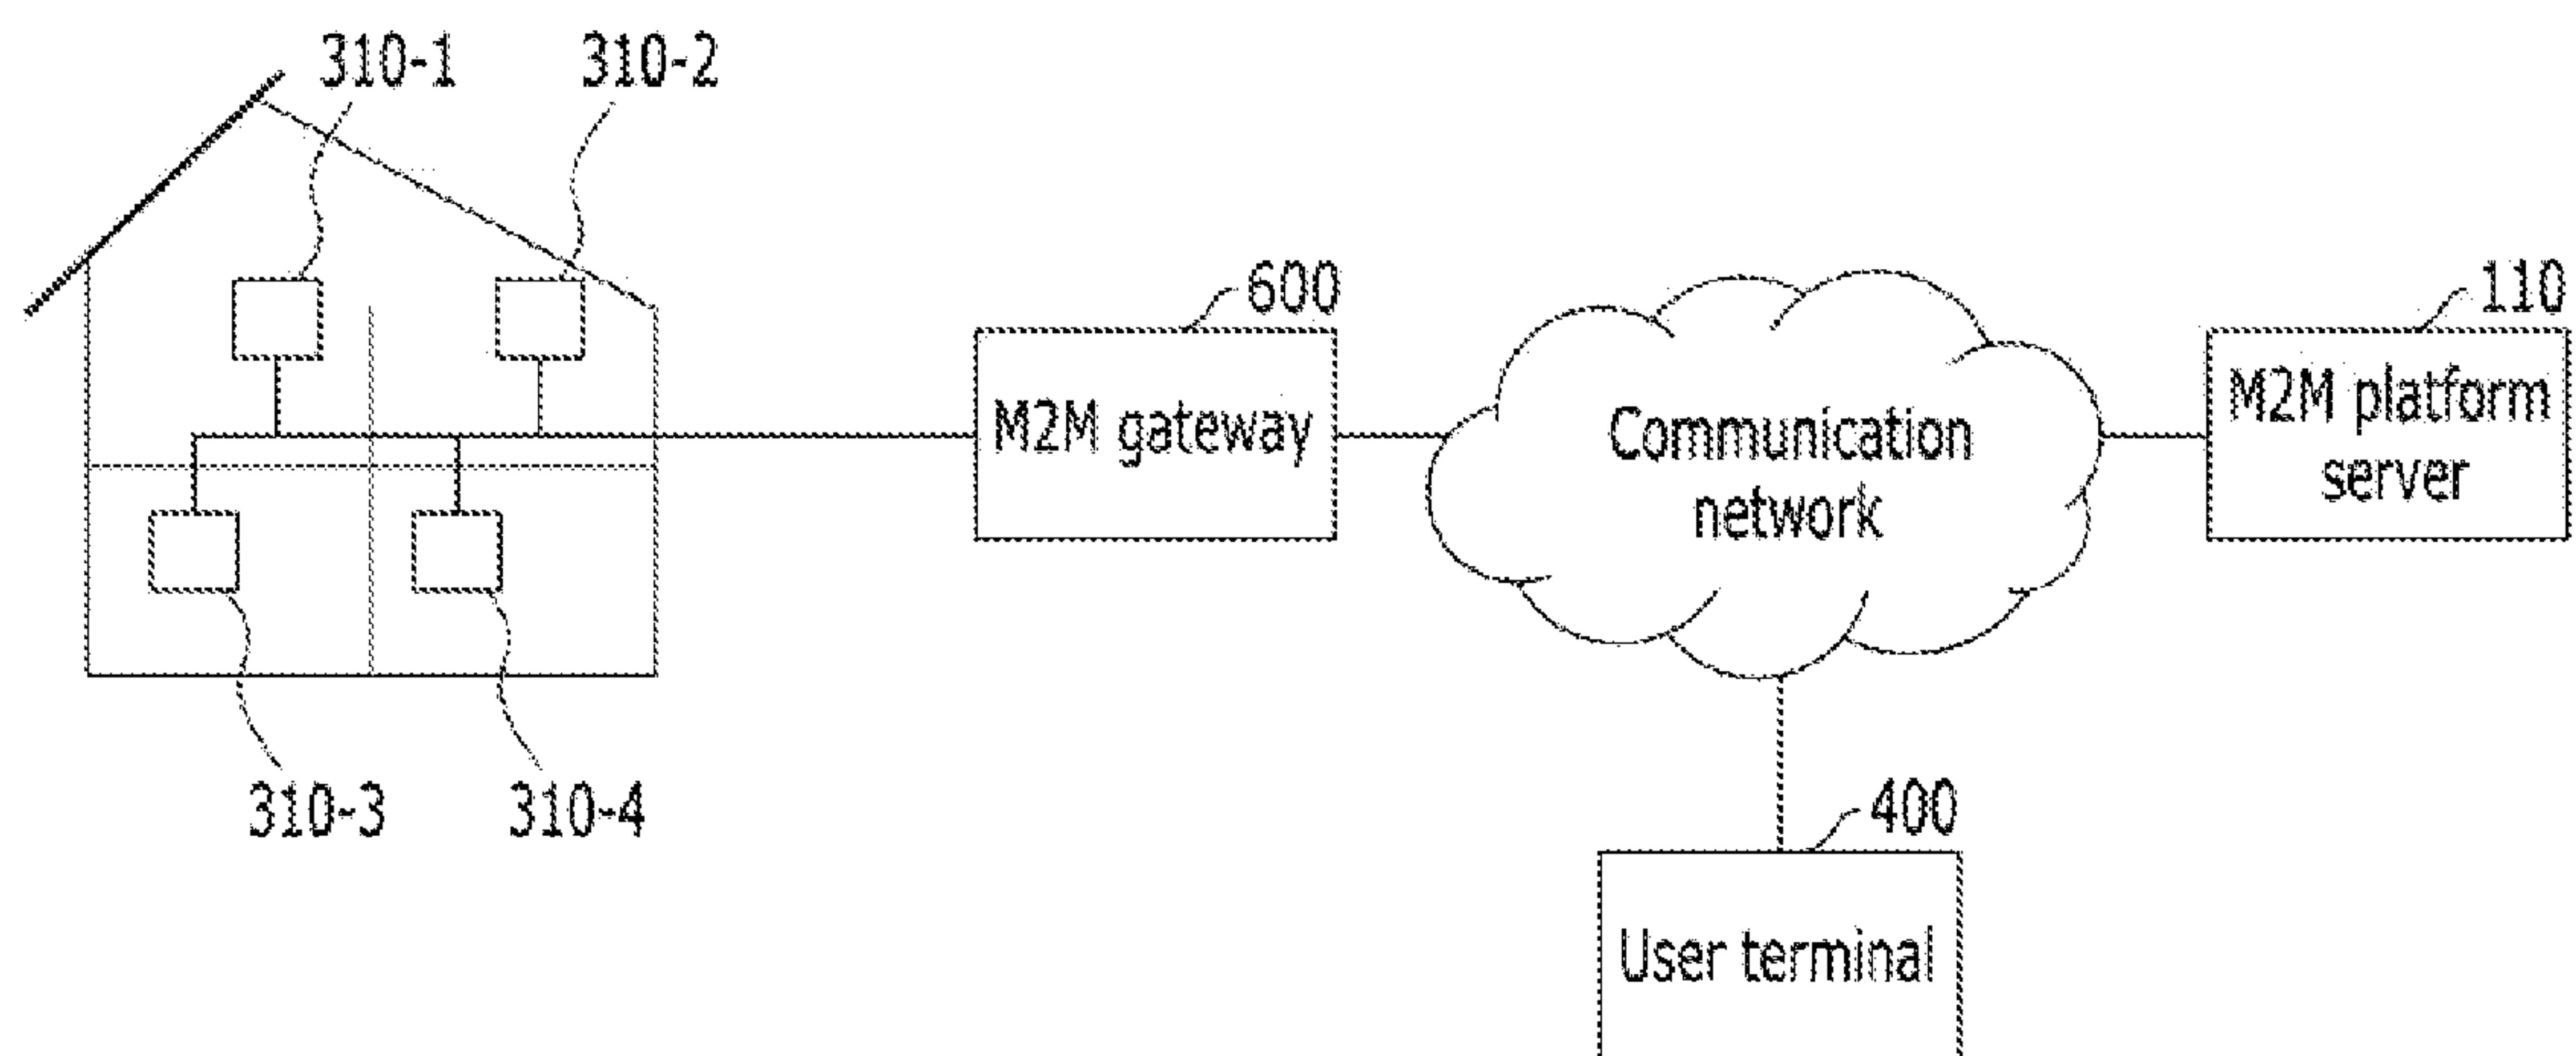 310-1
310-2
600
110
M2M gateway
Communication
network
M2M platform
server
310-3
310-4
400
User terminal